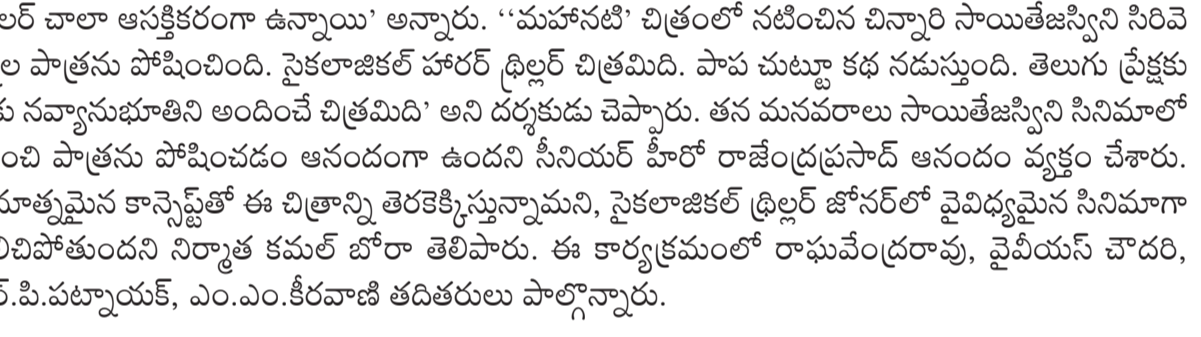 లర్ చాలా ఆసక్తికరంగా ఉన్నాయి’ అన్నారు. ‘‘మహానటి’ చిత్రంలో నటించిన చిన్నారి సాయితేజస్విని సిరివె
ల పాత్రను పోషించింది. సైకలాజికల్ హారర్ థ్రిల్లర్ చిత్రమిది. పాప చుట్టూ కథ నడుస్తుంది. తెలుగు ప్రేక్షకు
కు నవ్యానుభూతిని అందించే చిత్రమిది’ అని దర్శకుడు చెప్పారు. తన మనవరాలు సాయితేజస్విని సినిమాలో
ంచి పాత్రను పోషించడం ఆనందంగా ఉందని సీనియర్ హీరో రాజేంద్రప్రసాద్ ఆనందం వ్యక్తం చేశారు.
నూత్నమైన కాన్సెప్ట్‌తో ఈ చిత్రాన్ని తెరకెక్కిస్తున్నామని, సైకలాజికల్ థ్రిల్లర్ జోనర్‌లో వైవిధ్యమైన సినిమాగా
లిచిపోతుందని నిర్మాత కమల్ బోరా తెలిపారు. ఈ కార్యక్రమంలో రాఘవేంద్రరావు, వైవీయస్ చౌదరి,
ర్.పి.పట్నాయక్, ఎం.ఎం.కీరవాణి తదితరులు పాల్గొన్నారు.